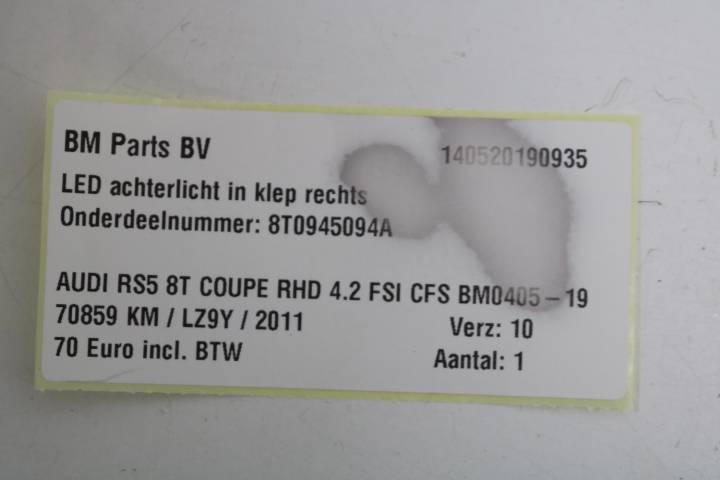 BM Parts BV 140520190935
LED achterlicht in klep rechts
Onderdeelnummer: 8T0945094A
AUDI RS5 8T COUPE RHD 4.2 FSI CFS BM0405-19
70859 KM / LZ9Y / 2011 Verz: 10
70 Euro incl. BTW Aantal: 1